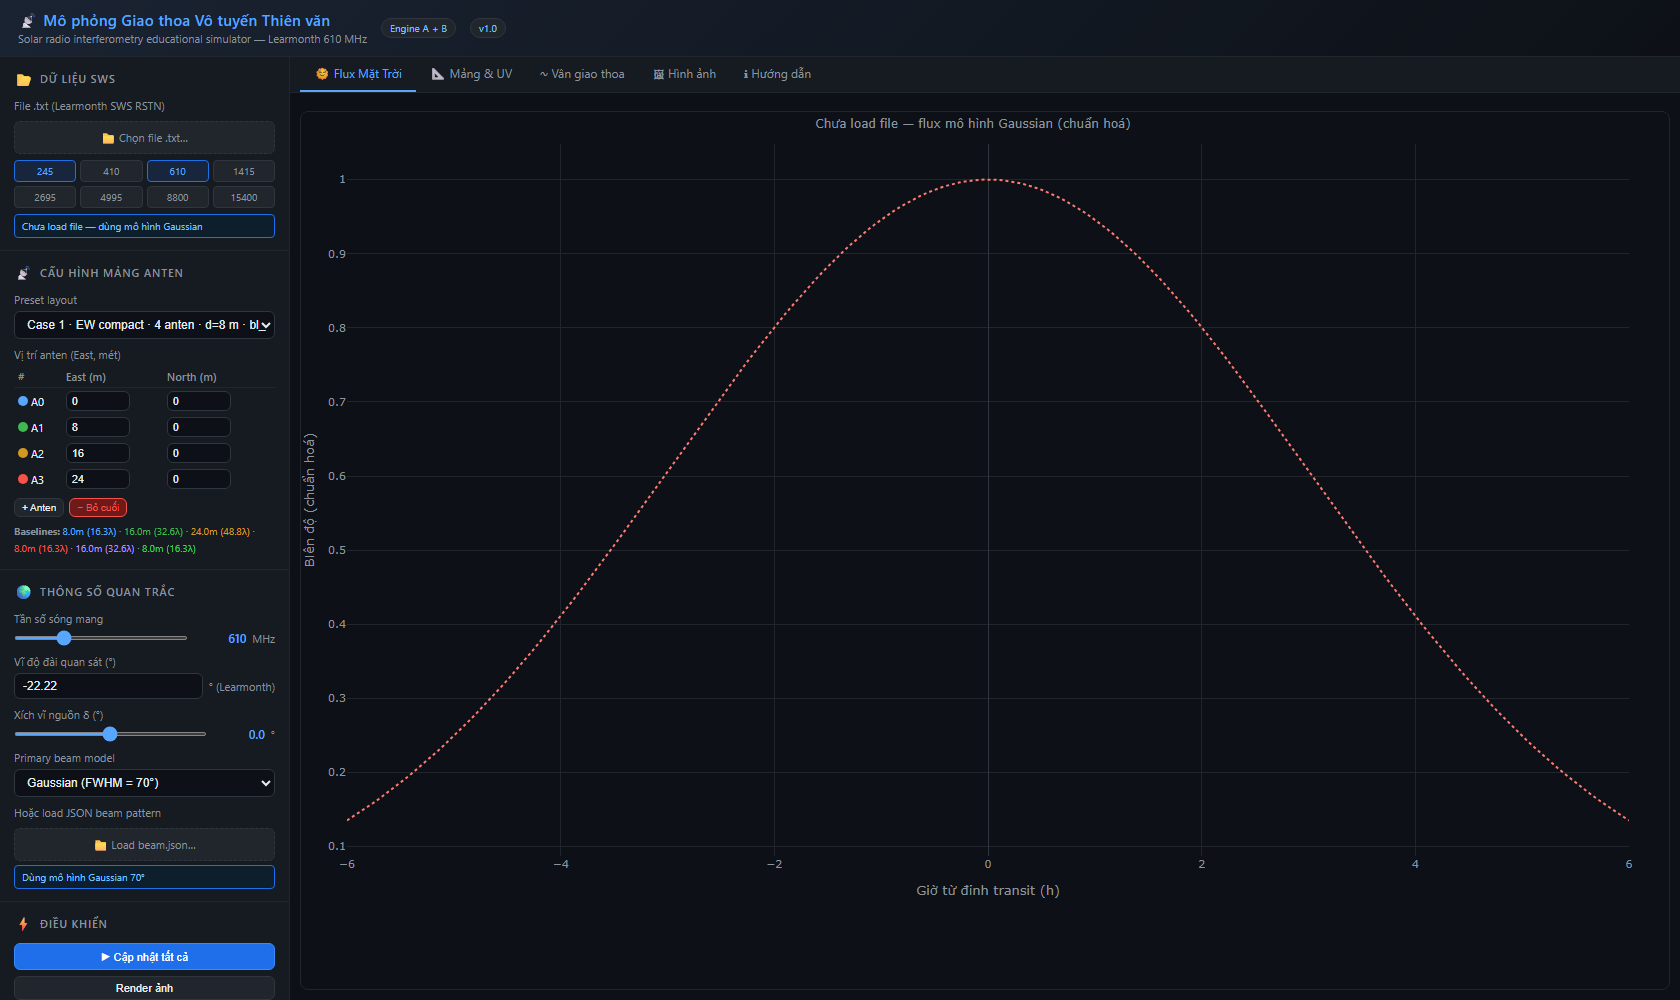 Mô phỏng Giao thoa Vô tuyến Thiên văn
Solar radio interferometry educational simulator — Learmonth 610 MHz
Engine A + B
v1.0
DỮ LIỆU SWS
File .txt (Learmonth SWS RSTN)
Chọn file .txt...
245 410 610 1415
2695 4995 8800 15400
Chưa load file — dùng mô hình Gaussian
CẤU HÌNH MẢNG ANTEN
Preset layout
Case 1 · EW compact · 4 anten · d=8 m · bl_
Vị trí anten (East, mét)
# East (m) North (m)
A0 0 0
A1 8 0
A2 16 0
A3 24 0
+ Anten − Bỏ cuối
Baselines: 8.0m (16.3λ) · 16.0m (32.6λ) · 24.0m (48.8λ) ·
8.0m (16.3λ) · 16.0m (32.6λ) · 8.0m (16.3λ)
THÔNG SỐ QUAN TRẮC
Tần số sóng mang
610 MHz
Vĩ độ đài quan sát (°)
-22.22 ° (Learmonth)
Xích vĩ nguồn δ (°)
0.0 °
Primary beam model
Gaussian (FWHM = 70°)
Hoặc load JSON beam pattern
Load beam.json...
Dùng mô hình Gaussian 70°
ĐIỀU KHIỂN
▶ Cập nhật tất cả
Render ảnh
Flux Mặt Trời
Mảng & UV
∿ Vân giao thoa
Hình ảnh
ℹ Hướng dẫn
Chưa load file — flux mô hình Gaussian (chuẩn hoá)
Biên độ (chuẩn hoá)
1
0.9
0.8
0.7
0.6
0.5
0.4
0.3
0.2
0.1
−6 −4 −2 0 2 4 6
Giờ từ đỉnh transit (h)